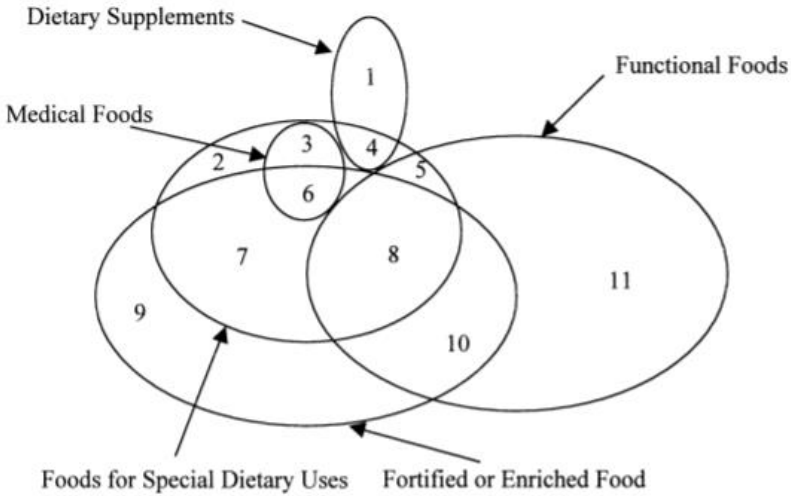 Dietary Supplements
1
Functional Foods
Medical Foods
3
4
2
5
6
7
8
11
9
10
Foods for Special Dietary Uses
Fortified or Enriched Food